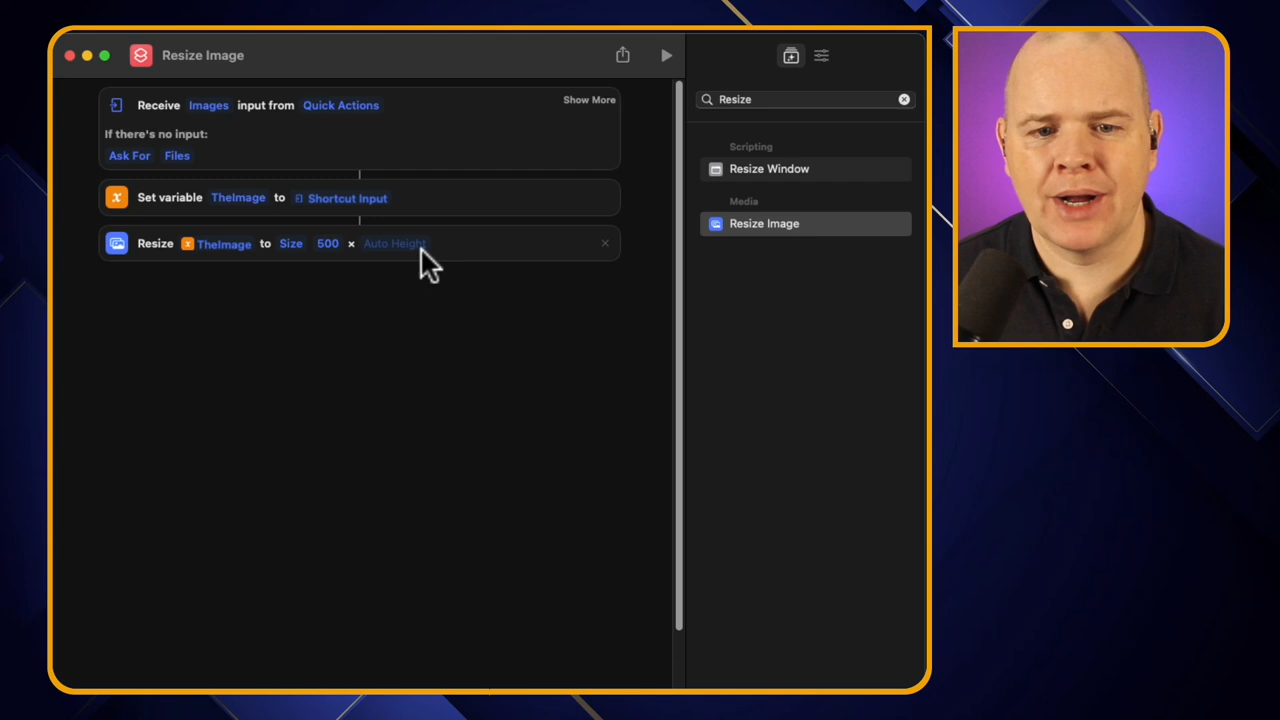 Resize Image
Receive Images input from Quick Actions
Show More
If there's no input:
Ask For Files
Set variable TheImage to Shortcut Input
Resize TheImage to Size 500 × Auto Height
Resize
Scripting
Resize Window
Media
Resize Image